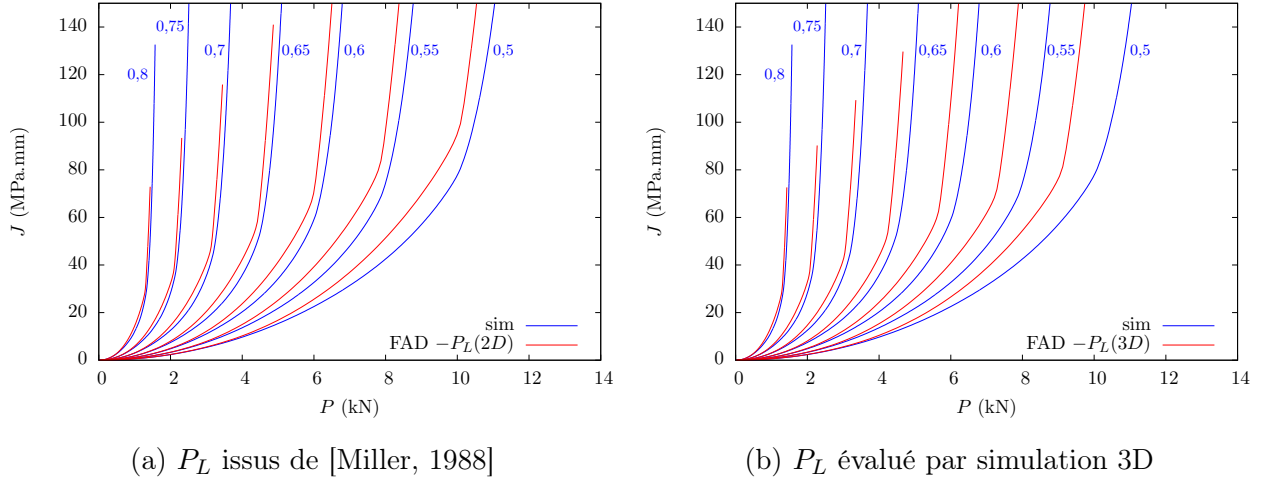 140
120
100
80
60
40
20
0
J (MPa.mm)
0,8
0,75
0,7
0,65
0,6
0,55
0,5
sim
FAD −P_L(2D)
0 2 4 6 8 10 12 14
P (kN)
(a) P_L issus de [Miller, 1988]
140
120
100
80
60
40
20
0
J (MPa.mm)
0,8
0,75
0,7
0,65
0,6
0,55
0,5
sim
FAD −P_L(3D)
0 2 4 6 8 10 12 14
P (kN)
(b) P_L évalué par simulation 3D